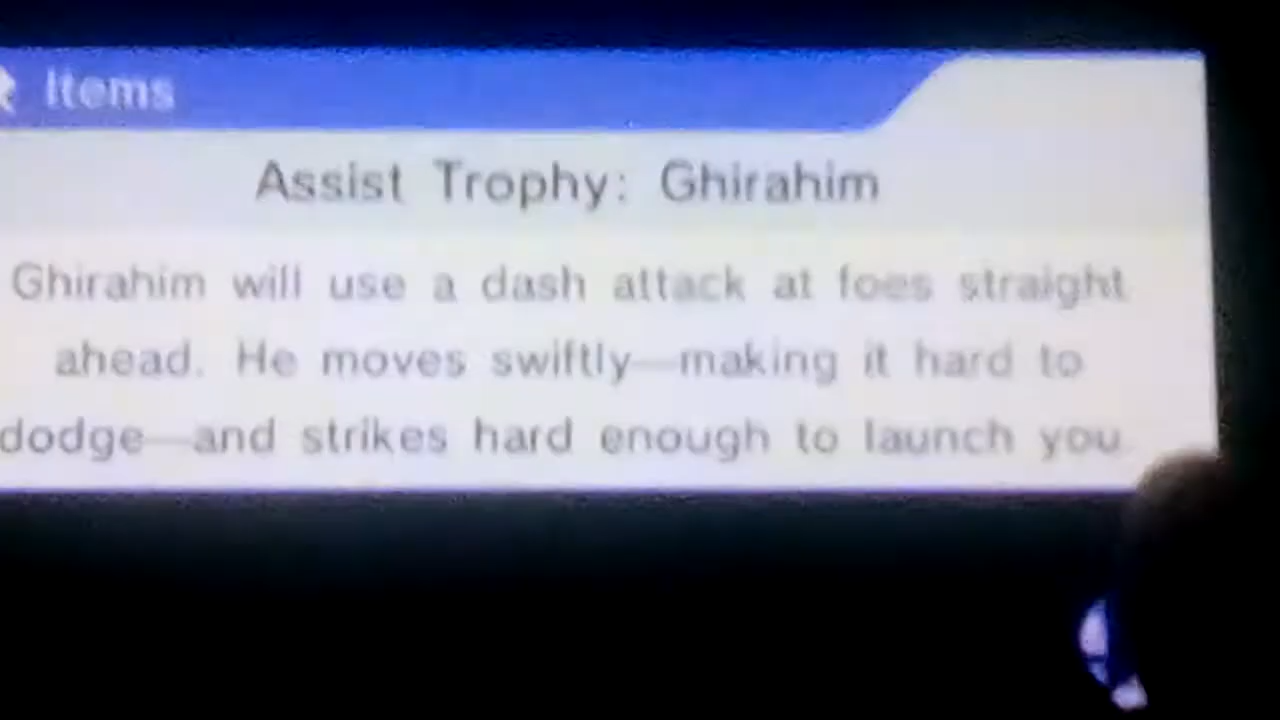 Items
Assist Trophy: Ghirahim
Ghirahim will use a dash attack at foes straight
ahead. He moves swiftly—making it hard to
dodge—and strikes hard enough to launch you.